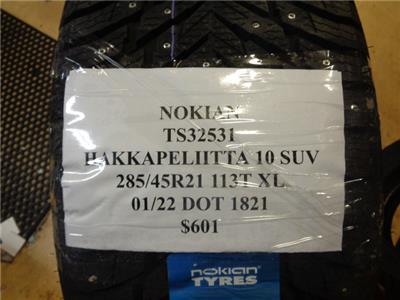 NOKIAN
TS32531
HAKKAPELIITTA 10 SUV
285/45R21 113T XL
01/22 DOT 1821
$601
nokian
TYRES